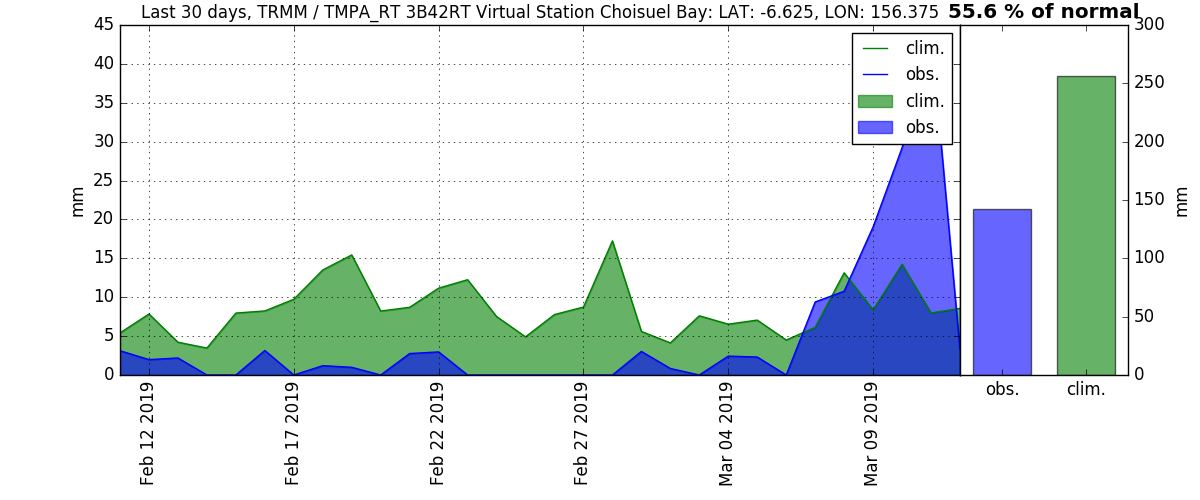 Last 30 days, TRMM / TMPA_RT 3B42RT Virtual Station Choisuel Bay: LAT: -6.625, LON: 156.375 55.6 % of normal
45
40
35
30
25
20
15
10
5
0
mm
clim.
obs.
clim.
obs.
Feb 12 2019
Feb 17 2019
Feb 22 2019
Feb 27 2019
Mar 04 2019
Mar 09 2019
300
250
200
150
100
50
0
mm
obs.
clim.